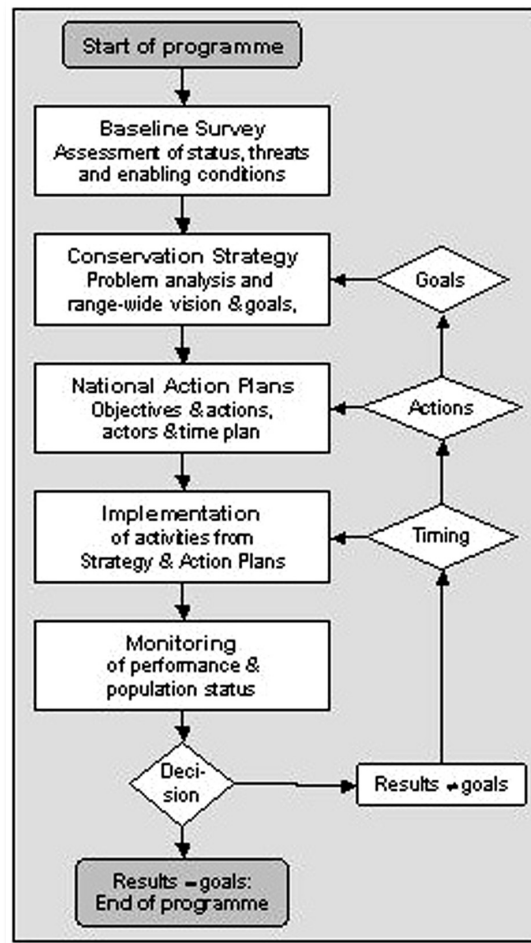 Start of programme
Baseline Survey
Assessment of status, threats
and enabling conditions
Conservation Strategy
Problem analysis and
range-wide vision & goals,
Goals
National Action Plans
Objectives & actions,
actors & time plan
Actions
Implementation
of activities from
Strategy & Action Plans
Timing
Monitoring
of performance &
population status
Deci-
sion
Results ≠ goals
Results = goals:
End of programme